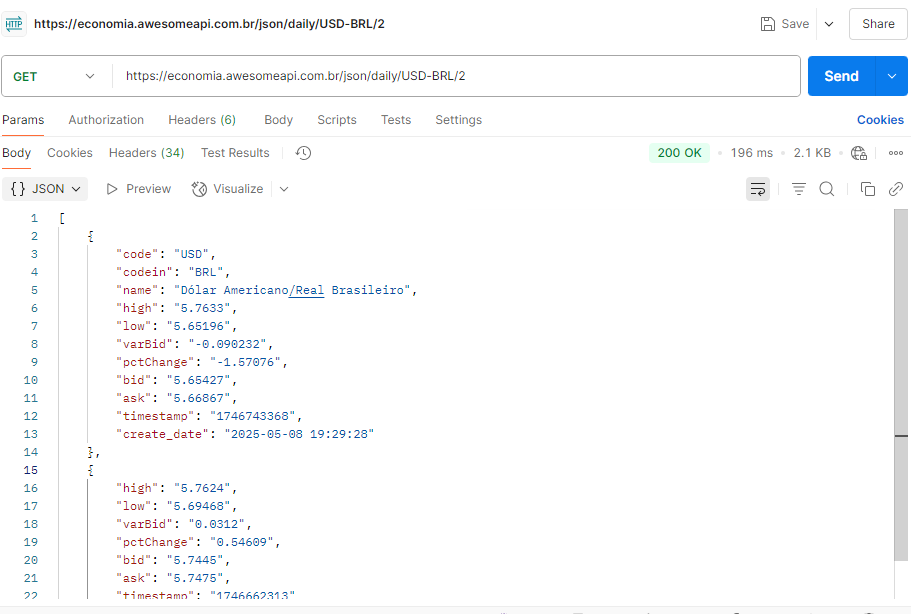 HTTP https://economia.awesomeapi.com.br/json/daily/USD-BRL/2 Save Share
GET https://economia.awesomeapi.com.br/json/daily/USD-BRL/2 Send
Params Authorization Headers (6) Body Scripts Tests Settings Cookies
Body Cookies Headers (34) Test Results 200 OK • 196 ms • 2.1 KB •
{} JSON Preview Visualize
1 [
2 {
3 "code": "USD",
4 "codein": "BRL",
5 "name": "Dólar Americano/Real Brasileiro",
6 "high": "5.7633",
7 "low": "5.65196",
8 "varBid": "-0.090232",
9 "pctChange": "-1.57076",
10 "bid": "5.65427",
11 "ask": "5.66867",
12 "timestamp": "1746743368",
13 "create_date": "2025-05-08 19:29:28"
14 },
15 {
16 "high": "5.7624",
17 "low": "5.69468",
18 "varBid": "0.0312",
19 "pctChange": "0.54609",
20 "bid": "5.7445",
21 "ask": "5.7475",
22 "timestamp": "1746662313"